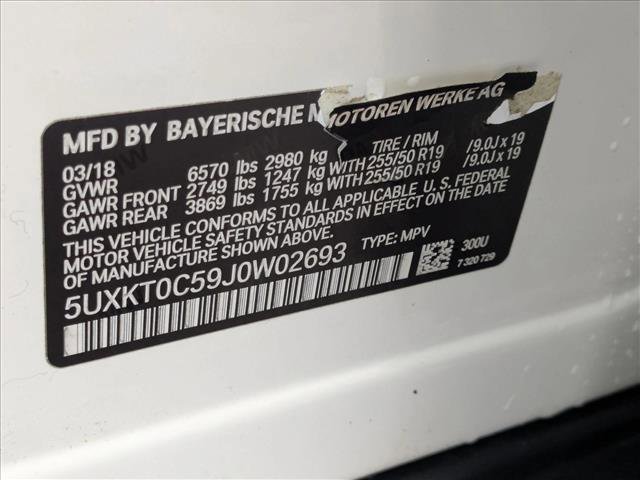 MFD BY BAYERISCHE M MOTOREN WERKE AG
03/18 TIRE / RIM
GVWR 6570 lbs 2980 kg
GAWR FRONT 2749 lbs 1247 kg WITH 255/50 R19 /9.0J x 19
GAWR REAR 3869 lbs 1755 kg WITH 255/50 R19 /9.0J x 19
THIS VEHICLE CONFORMS TO ALL APPLICABLE U. S. FEDERAL
MOTOR VEHICLE SAFETY STANDARDS IN EFFECT ON THE DATE
OF MANUFACTURE SHOWN ABOVE.
5UXKT0C59J0W02693 TYPE: MPV 300U
7 320 729